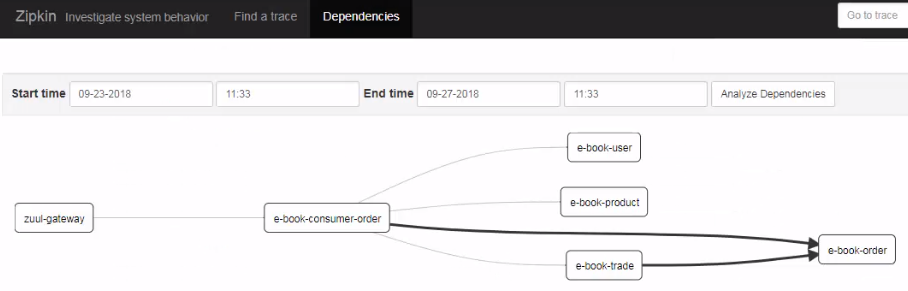 Zipkin Investigate system behavior Find a trace Dependencies Go to trace
Start time 09-23-2018 11:33 End time 09-27-2018 11:33 Analyze Dependencies
e-book-user
e-book-product
zuul-gateway e-book-consumer-order
e-book-order
e-book-trade